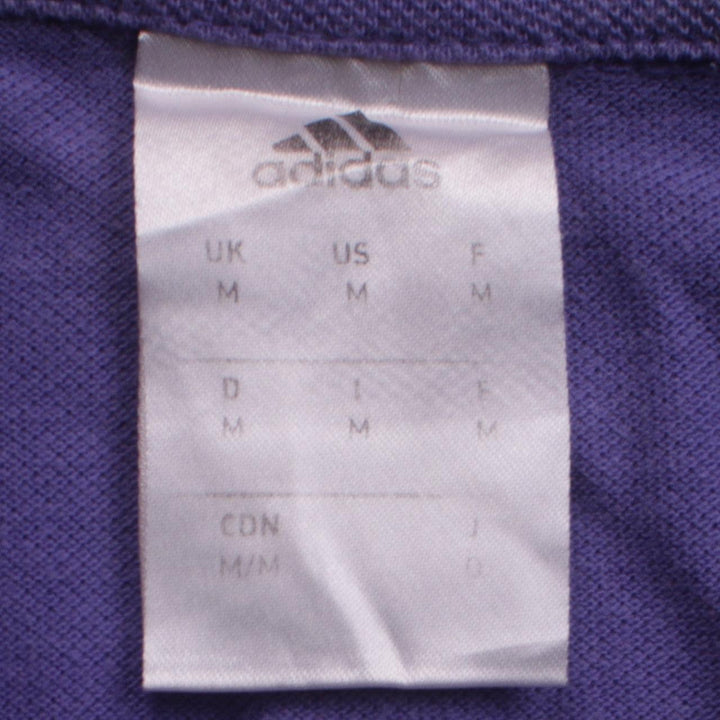 adidas
UK US F
M M M
D I E
M M M
CDN J
M/M O